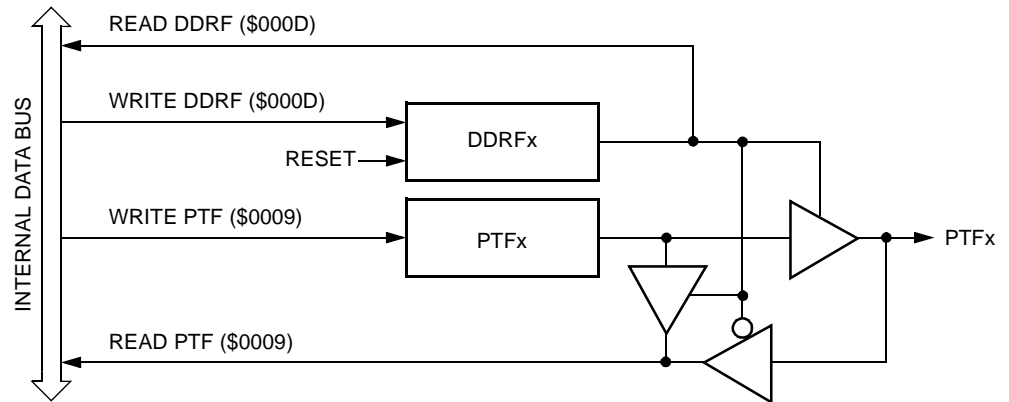 READ DDRF ($000D)
WRITE DDRF ($000D)
DDRFx
RESET
WRITE PTF ($0009)
PTFx
PTFx
READ PTF ($0009)
INTERNAL DATA BUS